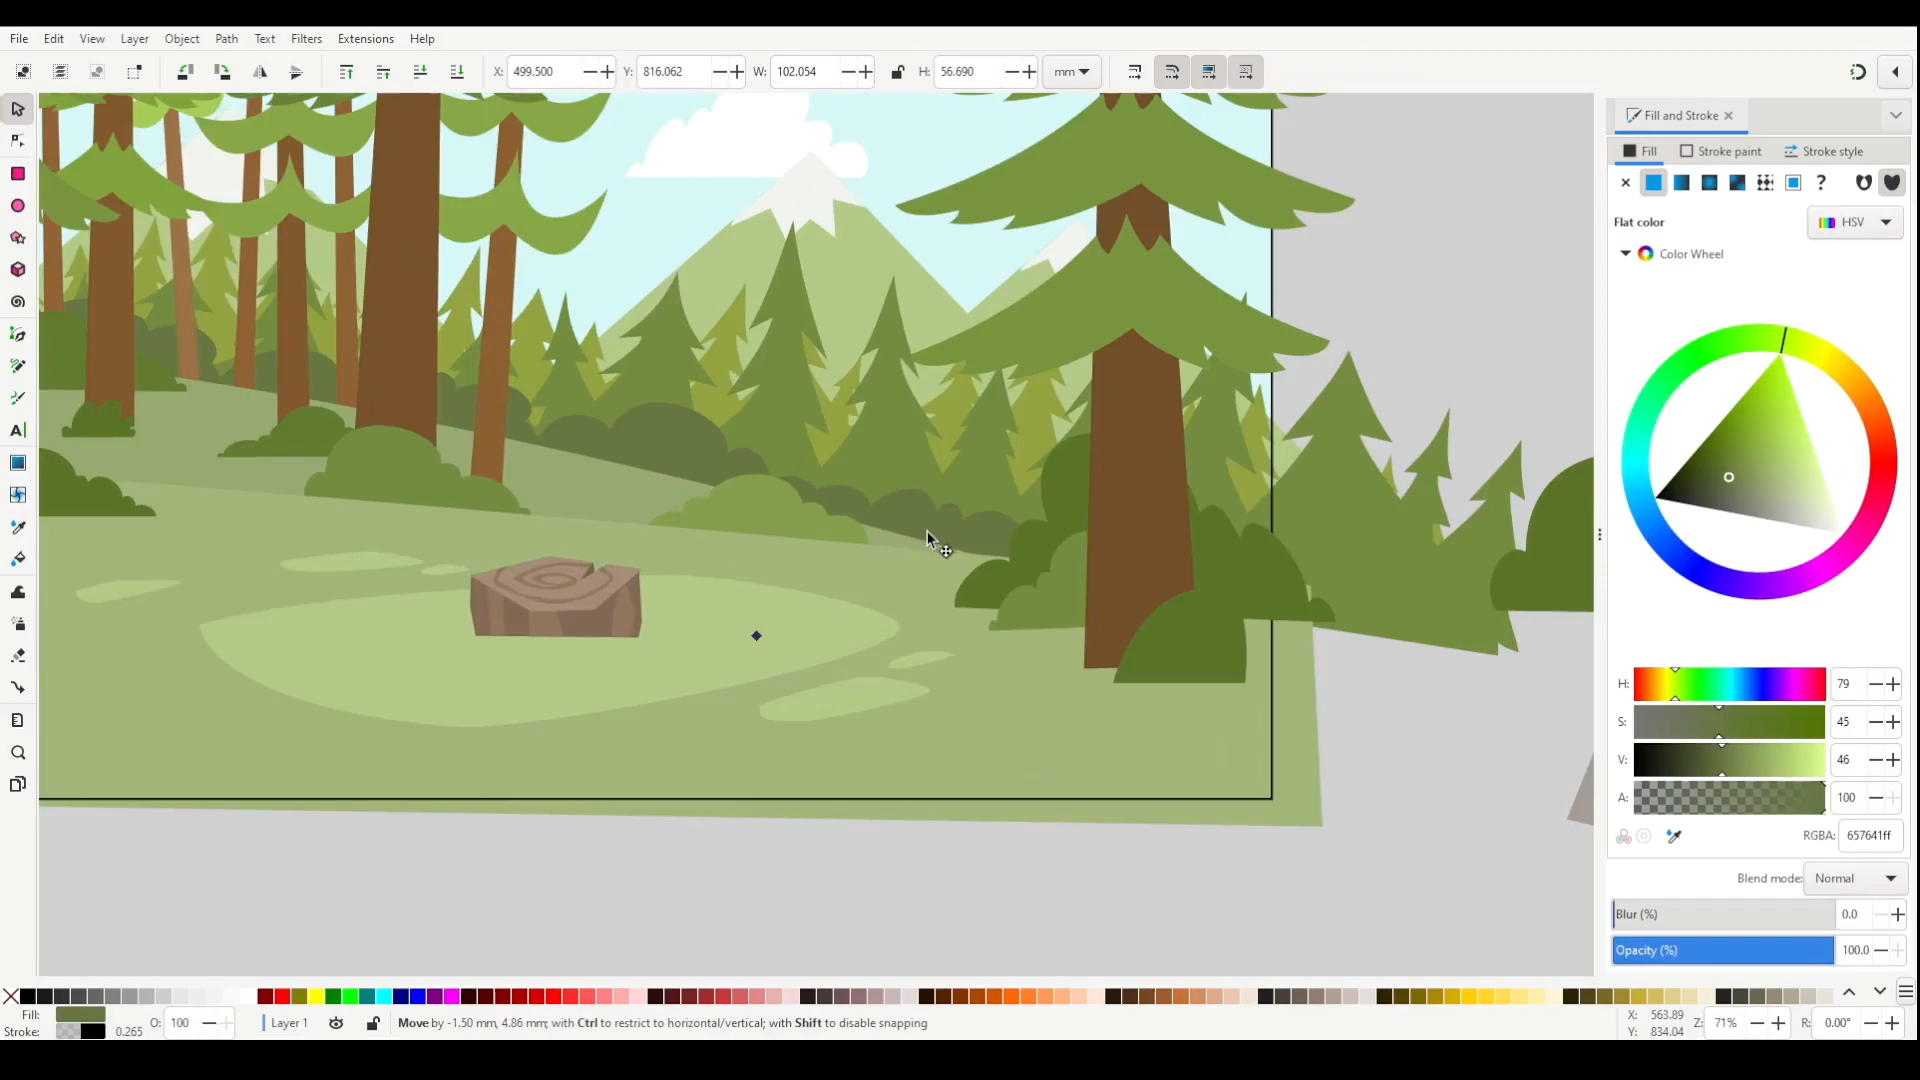 File Edit View Layer Object Path Text Filters Extensions Help
X: 499.500 Y: 816.062 W: 102.054 H: 56.690 mm
Fill and Stroke
Fill Stroke paint Stroke style
?
Flat color HSV
Color Wheel
H: 79
S: 45
V: 46
A: 100
RGBA: 657641ff
Blend mode: Normal
Blur (%) 0.0
Opacity (%) 100.0
Fill:
Stroke: 0.265 O: 100 Layer 1 Move by -1.50 mm, 4.86 mm; with Ctrl to restrict to horizontal/vertical; with Shift to disable snapping
X: 563.89
Y: 834.04
Z: 71% R: 0.00°